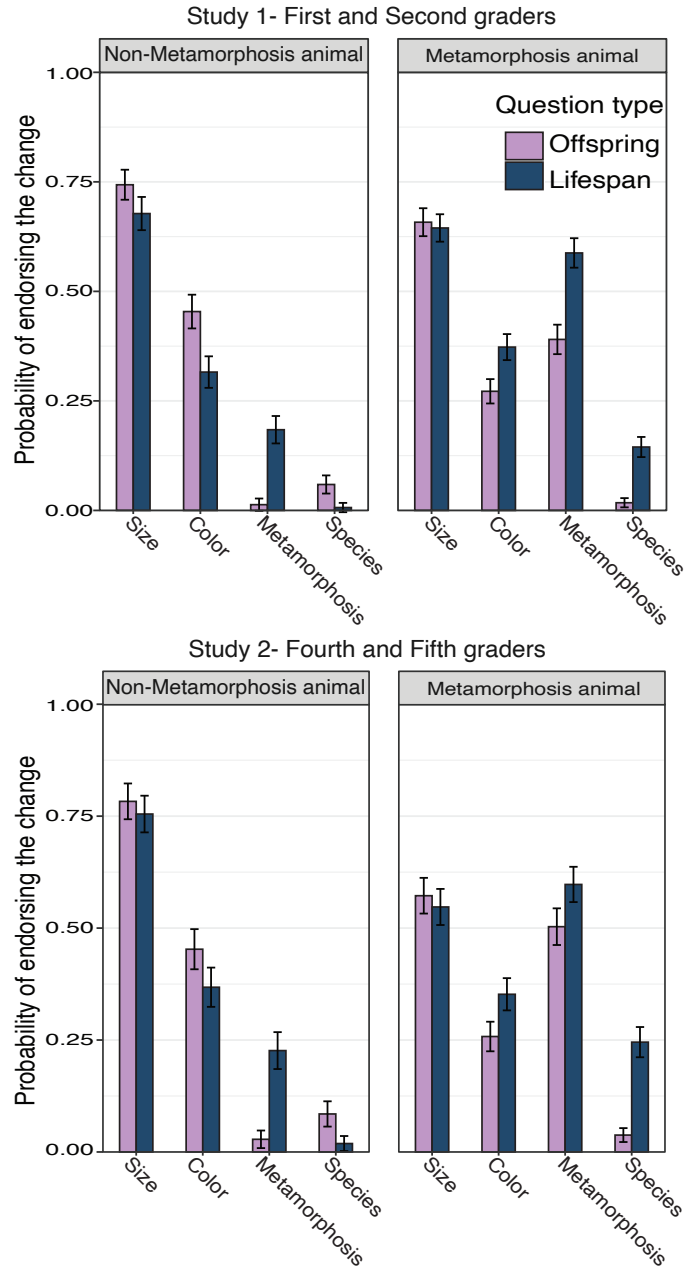 Study 1- First and Second graders
Non-Metamorphosis animal
Metamorphosis animal
Probability of endorsing the change
1.00
0.75
0.50
0.25
0.00
Question type
Offspring
Lifespan
Size
Color
Metamorphosis
Species
Size
Color
Metamorphosis
Species
Study 2- Fourth and Fifth graders
Non-Metamorphosis animal
Metamorphosis animal
Probability of endorsing the change
1.00
0.75
0.50
0.25
0.00
Size
Color
Metamorphosis
Species
Size
Color
Metamorphosis
Species